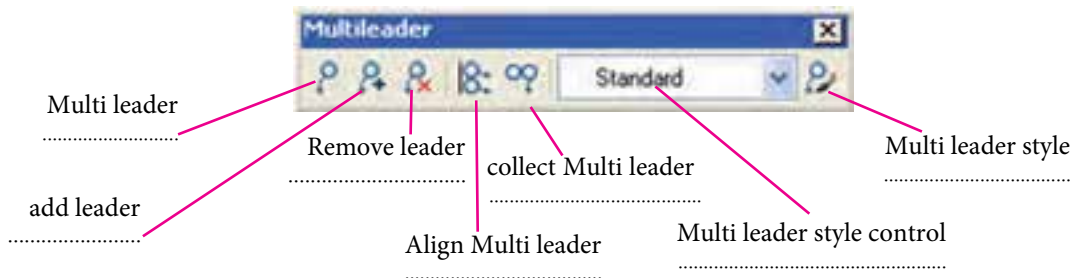 Multileader
Standard
Multi leader
Remove leader
collect Multi leader
Multi leader style
add leader
Align Multi leader
Multi leader style control